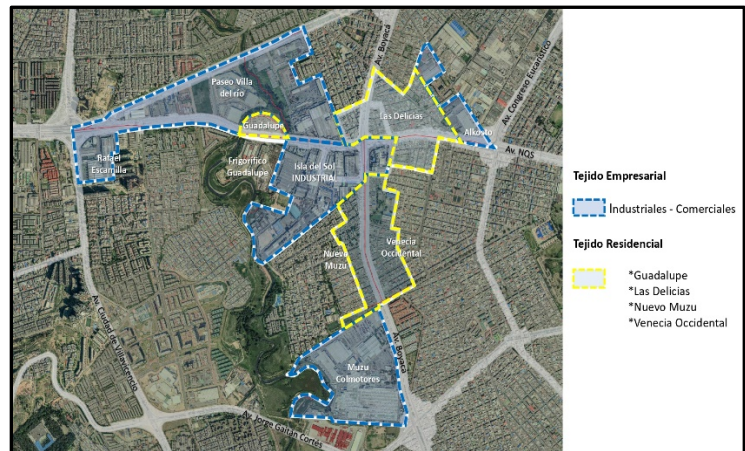 Av. Boyacá
Av. Congreso Eucarístico
Paseo Villa
del río
Las Delicias
Guadalupe
Alkosto
Av. NQS
Rafael
Escamilla
Frigorífico
Guadalupe
Isla del Sol
INDUSTRIAL
Nuevo
Muzú
Venecia
Occidental
Av. Ciudad de Villavicencio
Av. Boyacá
Muzu
Colmotores
Av. Jorge Gaitán Cortés
Tejido Empresarial
Industriales - Comerciales
Tejido Residencial
*Guadalupe
*Las Delicias
*Nuevo Muzu
*Venecia Occidental